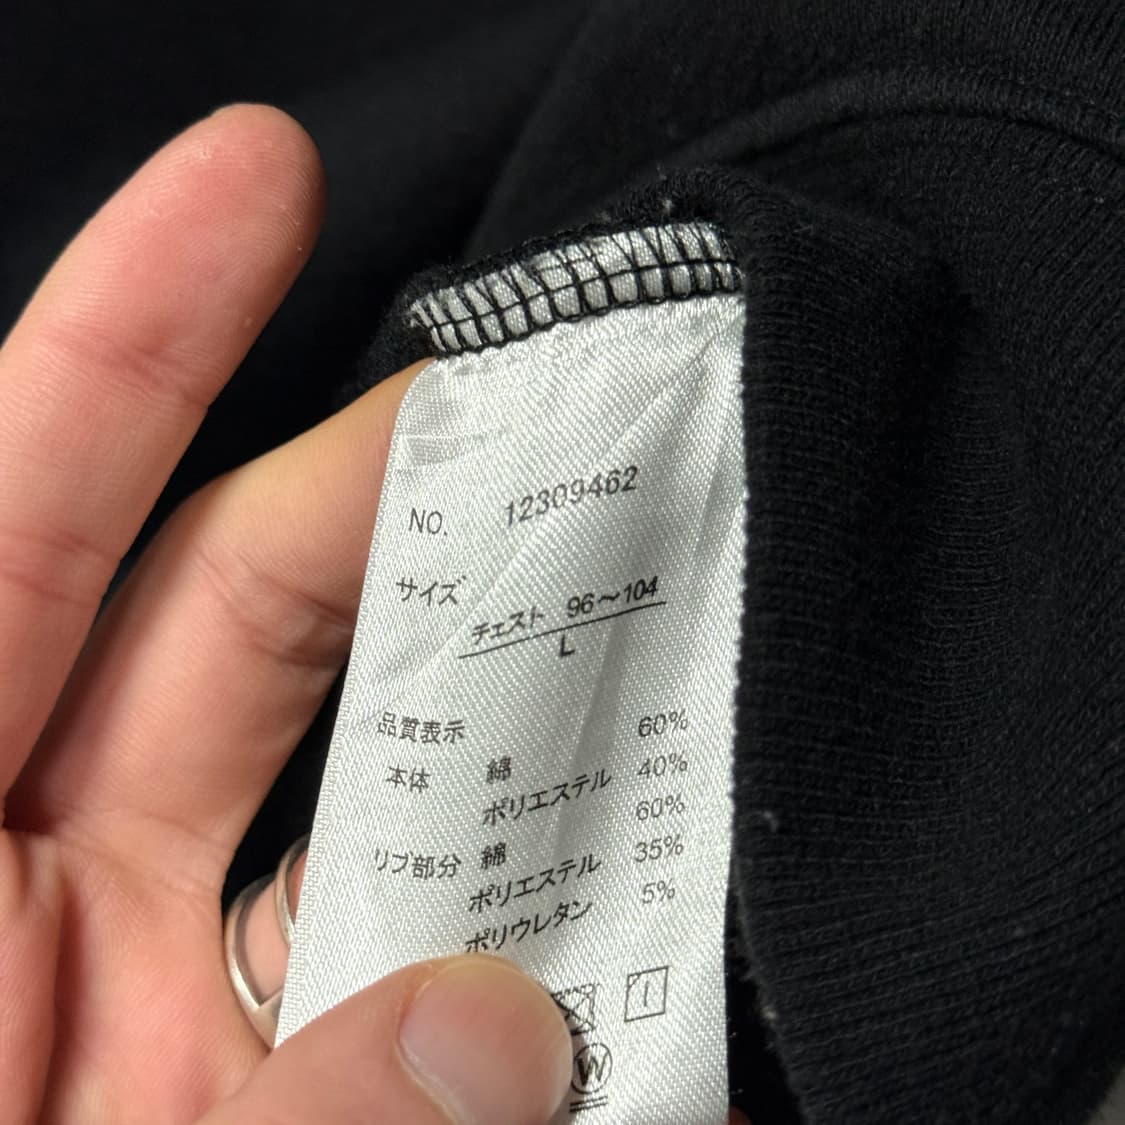 NO. 12309462
サイズ
チェスト 96～104
L
品質表示
本体 綿 60%
ポリエステル 40%
リブ部分 綿 60%
ポリエステル 35%
ポリウレタン 5%
W